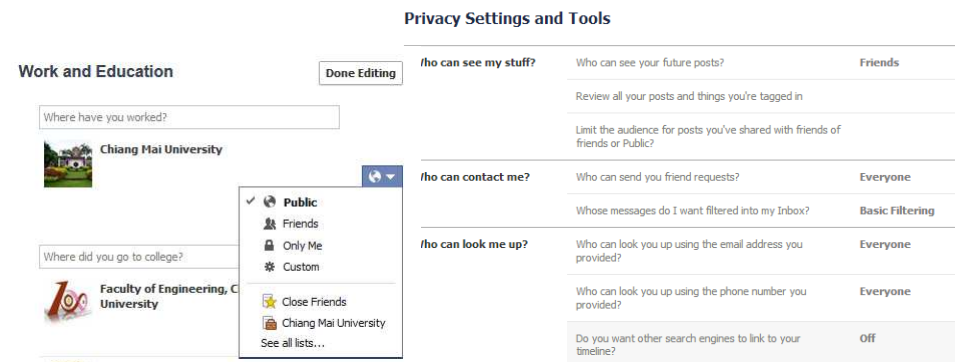 Work and Education
Done Editing
Where have you worked?
Chiang Mai University
Public
Friends
Only Me
Custom
Close Friends
Chiang Mai University
See all lists...
Where did you go to college?
Faculty of Engineering, C
University
Privacy Settings and Tools
Who can see my stuff?
Who can see your future posts?
Friends
Review all your posts and things you're tagged in
Limit the audience for posts you've shared with friends of
friends or Public?
Who can contact me?
Who can send you friend requests?
Everyone
Whose messages do I want filtered into my Inbox?
Basic Filtering
Who can look me up?
Who can look you up using the email address you
provided?
Everyone
Who can look you up using the phone number you
provided?
Everyone
Do you want other search engines to link to your
timeline?
Off